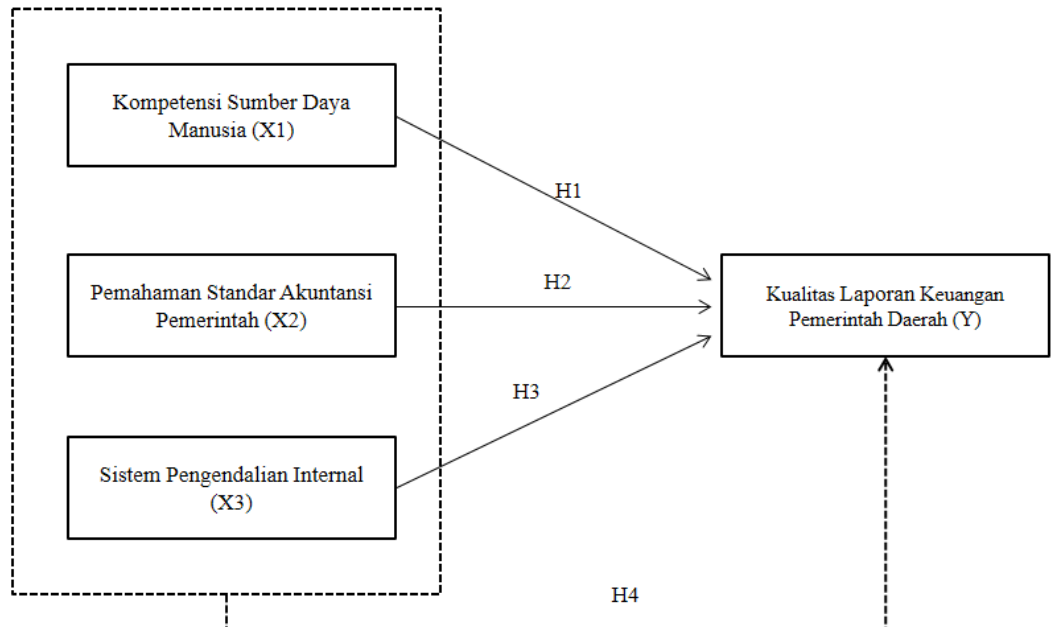 Kompetensi Sumber Daya
Manusia (X1)
H1
Pemahaman Standar Akuntansi
Pemerintah (X2)
H2
Kualitas Laporan Keuangan
Pemerintah Daerah (Y)
H3
Sistem Pengendalian Internal
(X3)
H4